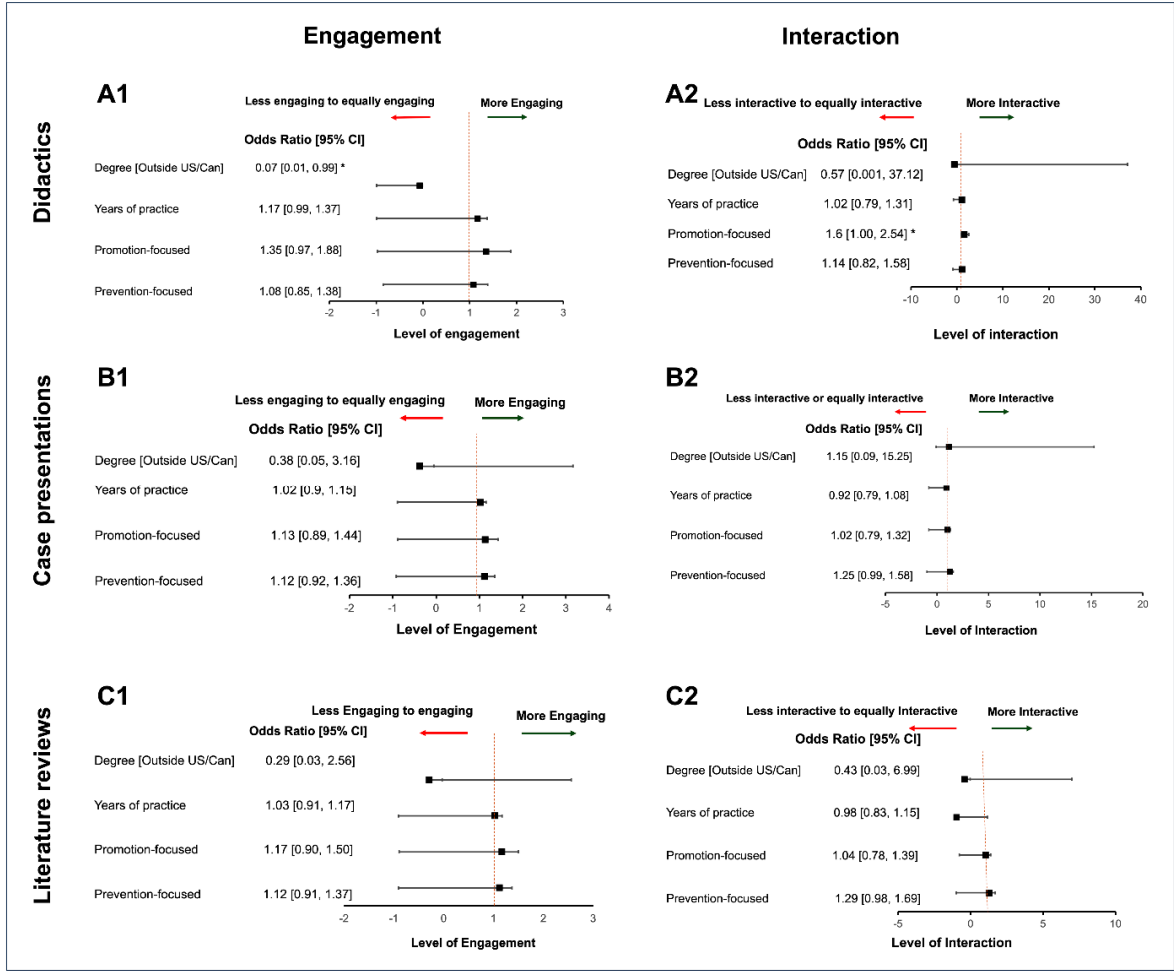 Engagement
Interaction
Didactics
A1
Less engaging to equally engaging
More Engaging
Odds Ratio [95% CI]
Degree [Outside US/Can] 0.07 [0.01, 0.99] *
Years of practice 1.17 [0.99, 1.37]
Promotion-focused 1.35 [0.97, 1.88]
Prevention-focused 1.08 [0.85, 1.38]
-2 -1 0 1 2 3
Level of engagement
A2
Less interactive to equally interactive
More Interactive
Odds Ratio [95% CI]
Degree [Outside US/Can] 0.57 [0.001, 37.12]
Years of practice 1.02 [0.79, 1.31]
Promotion-focused 1.6 [1.00, 2.54] *
Prevention-focused 1.14 [0.82, 1.58]
-10 0 10 20 30 40
Level of interaction
Case presentations
B1
Less engaging to equally engaging
More Engaging
Odds Ratio [95% CI]
Degree [Outside US/Can] 0.38 [0.05, 3.16]
Years of practice 1.02 [0.9, 1.15]
Promotion-focused 1.13 [0.89, 1.44]
Prevention-focused 1.12 [0.92, 1.36]
-2 -1 0 1 2 3 4
Level of Engagement
B2
Less interactive or equally interactive
More Interactive
Odds Ratio [95% CI]
Degree [Outside US/Can] 1.15 [0.09, 15.25]
Years of practice 0.92 [0.79, 1.08]
Promotion-focused 1.02 [0.79, 1.32]
Prevention-focused 1.25 [0.99, 1.58]
-5 0 5 10 15 20
Level of Interaction
Literature reviews
C1
Less Engaging to engaging
More Engaging
Odds Ratio [95% CI]
Degree [Outside US/Can] 0.29 [0.03, 2.56]
Years of practice 1.03 [0.91, 1.17]
Promotion-focused 1.17 [0.90, 1.50]
Prevention-focused 1.12 [0.91, 1.37]
-2 -1 0 1 2 3
Level of Engagement
C2
Less interactive to equally Interactive
More Interactive
Odds Ratio [95% CI]
Degree [Outside US/Can] 0.43 [0.03, 6.99]
Years of practice 0.98 [0.83, 1.15]
Promotion-focused 1.04 [0.78, 1.39]
Prevention-focused 1.29 [0.98, 1.69]
-5 0 5 10
Level of Interaction